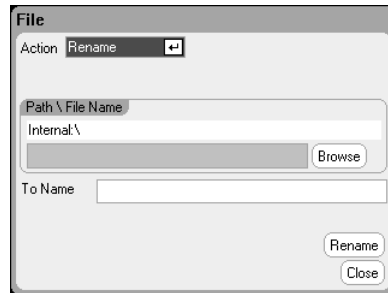 File
Action Rename
Path \ File Name
Internal:\
Browse
To Name
Rename
Close